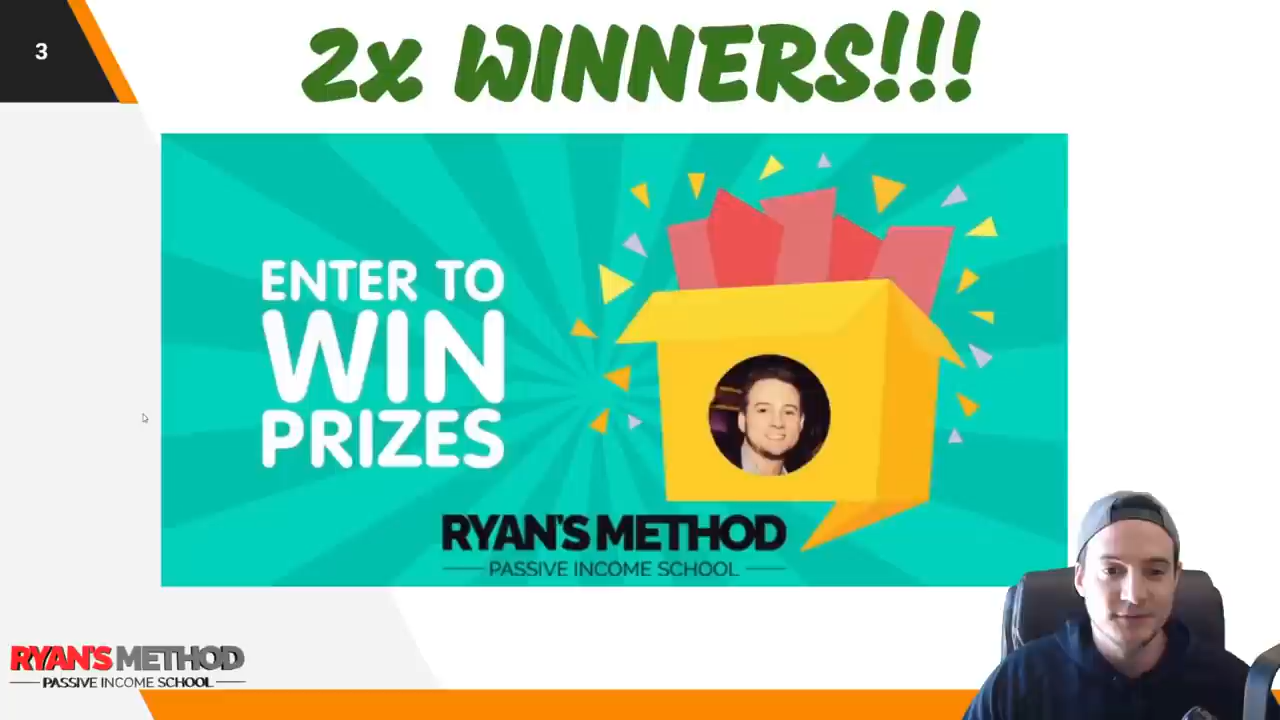 3
2x WINNERS!!!
ENTER TO
WIN
PRIZES
RYAN'S METHOD
PASSIVE INCOME SCHOOL
RYAN'S METHOD
PASSIVE INCOME SCHOOL